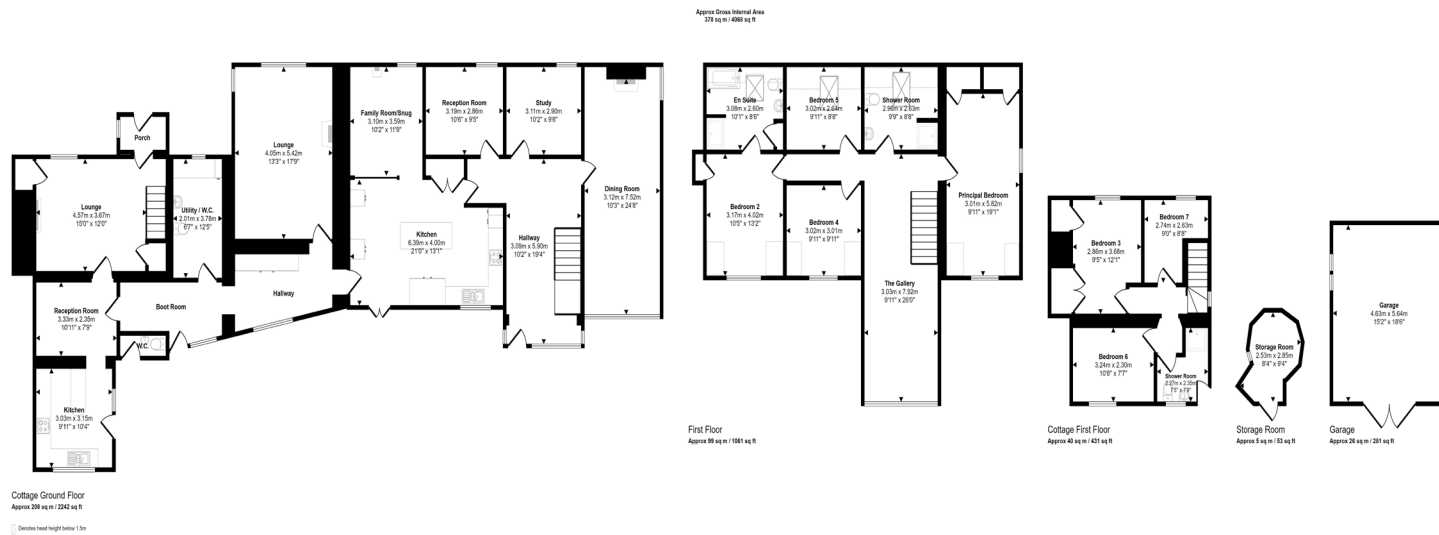 Approx Gross Internal Area
378 sq m / 4068 sq ft
Porch
Lounge
4.57m x 3.67m
15'0" x 12'0"
Utility / W.C.
2.01m x 3.78m
6'7" x 12'5"
Lounge
4.05m x 5.42m
13'3" x 17'9"
Reception Room
3.33m x 2.35m
10'11" x 7'9"
Boot Room
Hallway
W.C.
Kitchen
3.03m x 3.15m
9'11" x 10'4"
Family Room/Snug
3.10m x 3.59m
10'2" x 11'9"
Reception Room
3.19m x 2.86m
10'6" x 9'5"
Study
3.11m x 2.90m
10'2" x 9'6"
Dining Room
3.12m x 7.52m
10'3" x 24'8"
Kitchen
6.39m x 4.00m
21'0" x 13'1"
Hallway
3.09m x 5.90m
10'2" x 19'4"
Cottage Ground Floor
Approx 208 sq m / 2242 sq ft
Denotes head height below 1.5m
En Suite
3.08m x 2.60m
10'1" x 8'6"
Bedroom 5
3.02m x 2.64m
9'11" x 8'8"
Shower Room
2.96m x 2.63m
9'9" x 8'8"
Principal Bedroom
3.01m x 5.82m
9'11" x 19'1"
Bedroom 2
3.17m x 4.02m
10'5" x 13'2"
Bedroom 4
3.02m x 3.01m
9'11" x 9'11"
The Gallery
3.03m x 7.92m
9'11" x 26'0"
First Floor
Approx 99 sq m / 1061 sq ft
Bedroom 3
2.86m x 3.68m
9'5" x 12'1"
Bedroom 7
2.74m x 2.63m
9'0" x 8'8"
Bedroom 6
3.24m x 2.30m
10'8" x 7'7"
Shower Room
2.27m x 2.35m
7'5" x 7'9"
Cottage First Floor
Approx 40 sq m / 431 sq ft
Storage Room
2.53m x 2.85m
8'4" x 9'4"
Storage Room
Approx 5 sq m / 53 sq ft
Garage
4.63m x 5.64m
15'2" x 18'6"
Garage
Approx 26 sq m / 281 sq ft